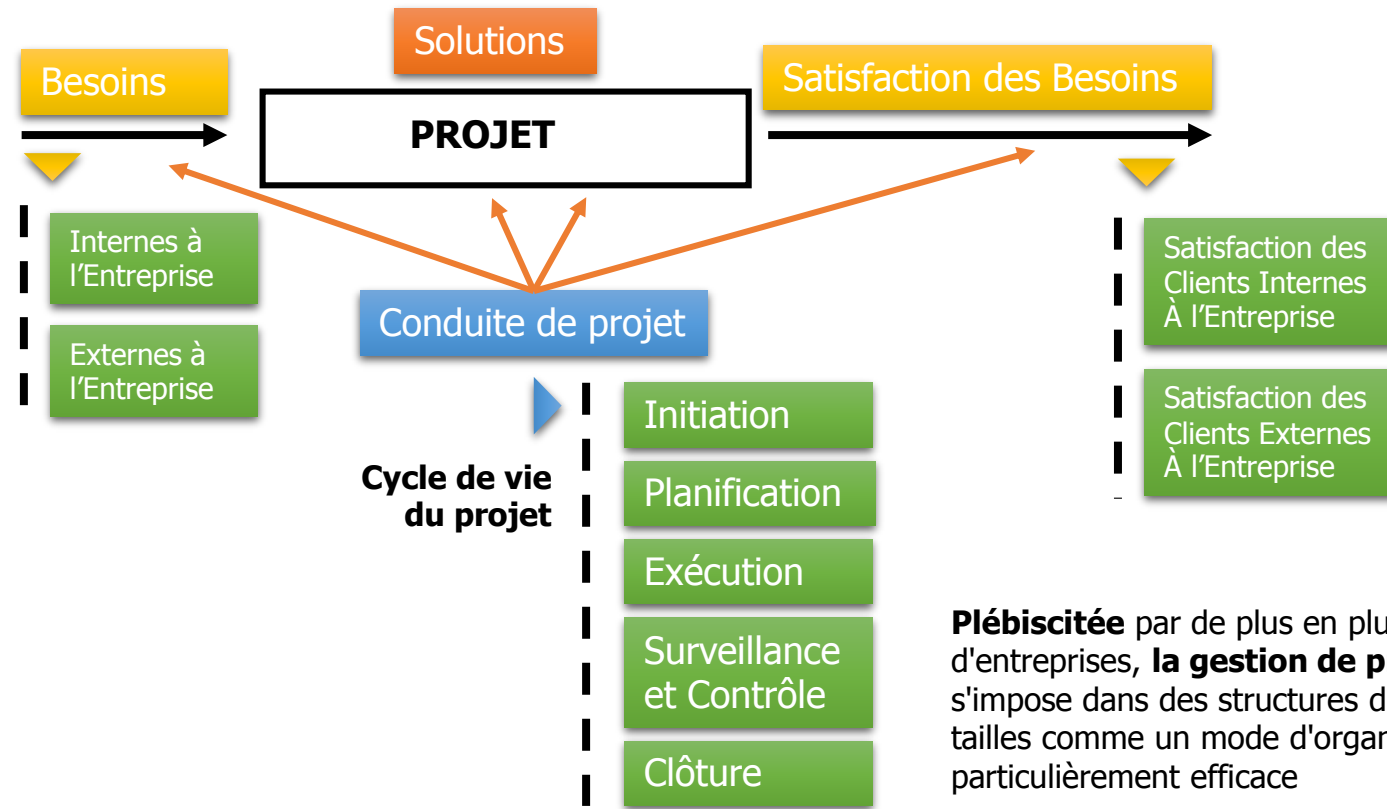 Solutions
Besoins
Satisfaction des Besoins
PROJET
Internes à
l’Entreprise
Externes à
l’Entreprise
Satisfaction des
Clients Internes
À l’Entreprise
Satisfaction des
Clients Externes
À l’Entreprise
Conduite de projet
Cycle de vie
du projet
Initiation
Planification
Exécution
Surveillance
et Contrôle
Clôture
Plébiscitée par de plus en
d'entreprises, la gestion de
s'impose dans des structures
tailles comme un mode
particulièrement efficace